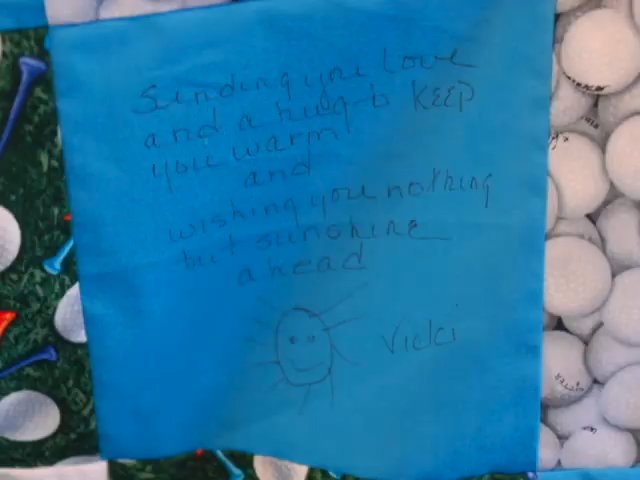 Sending you love
and a hug to KEEP
you warm!
and
wishing you nothing
but sunshine
ahead
Vicki